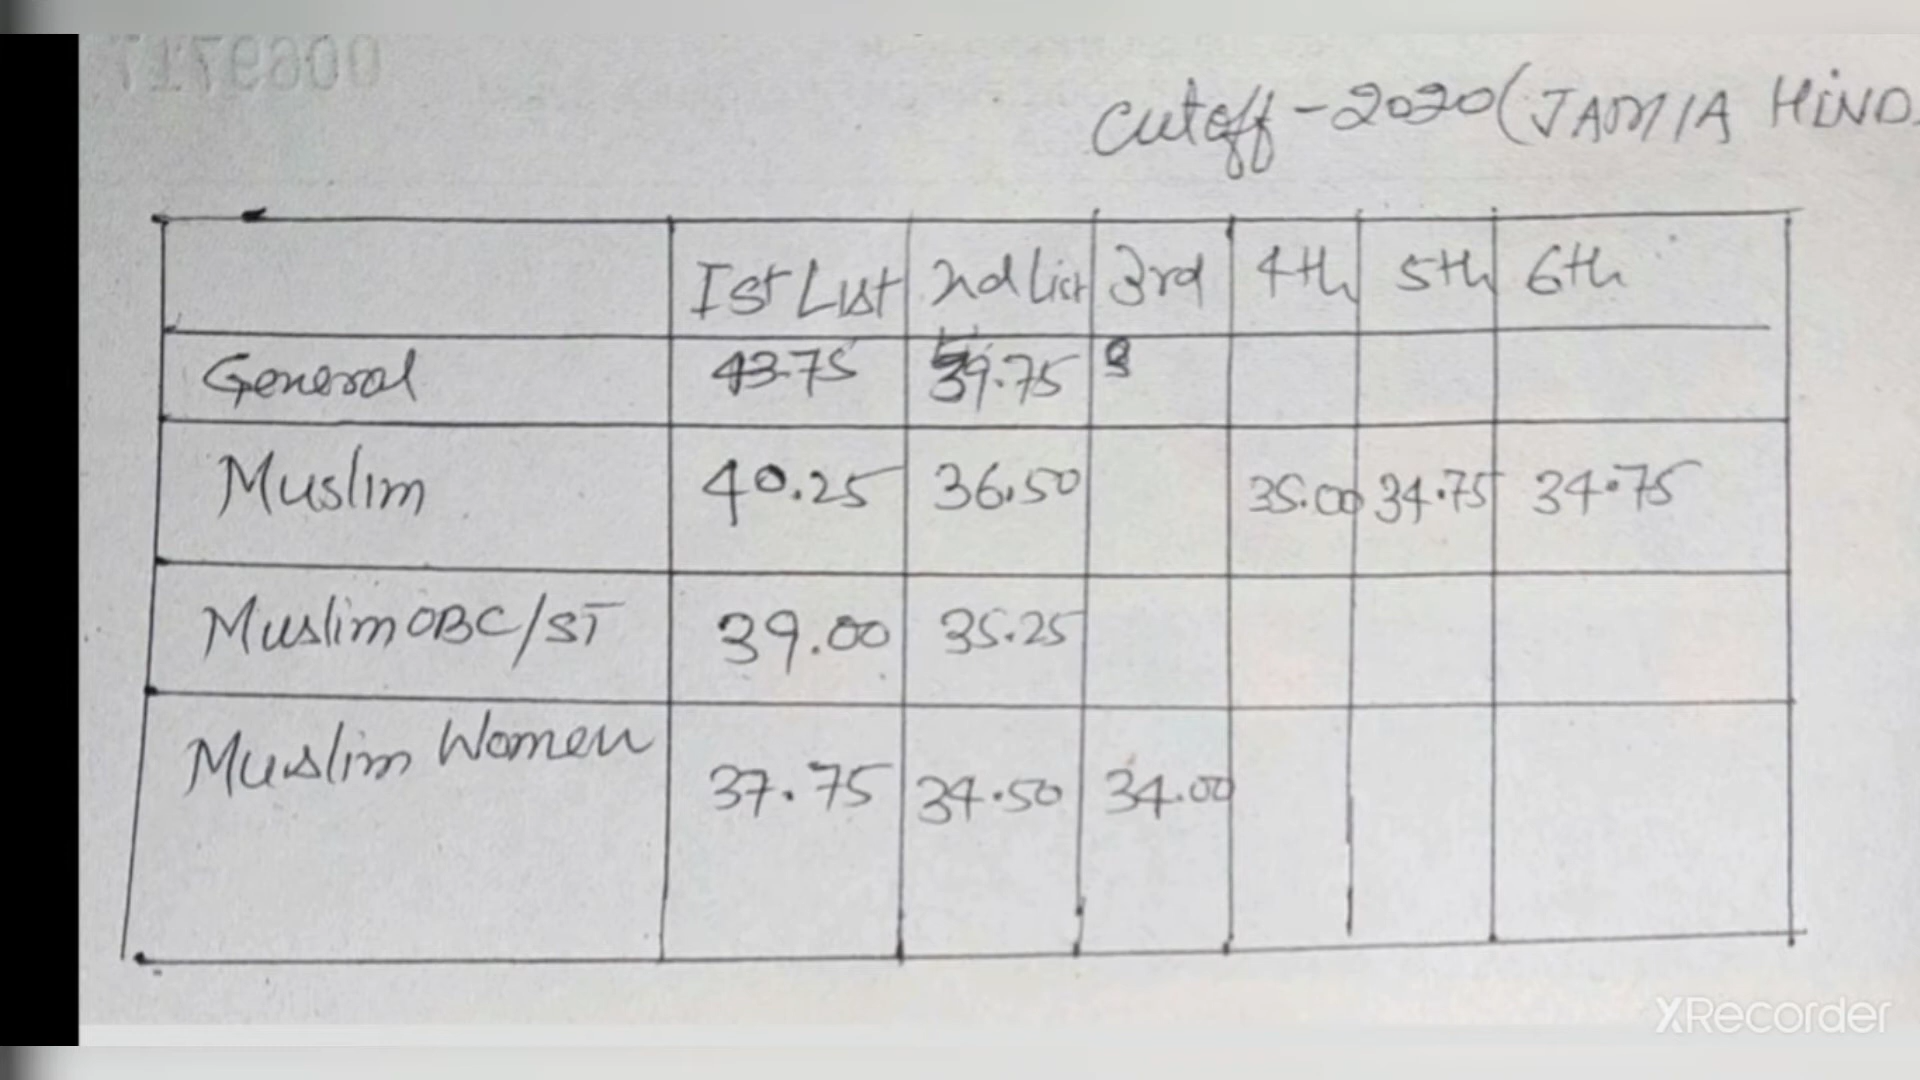 0069717
Cutoff-2020 (JAMIA HIND
Ist List 2nd List 3rd 4th 5th 6th
General 43.75 39.75
Muslim 40.25 36.50 35.00 34.75 34.75
Muslim OBC/ST 39.00 35.25
Muslim Women 37.75 34.50 34.00
XRecorder